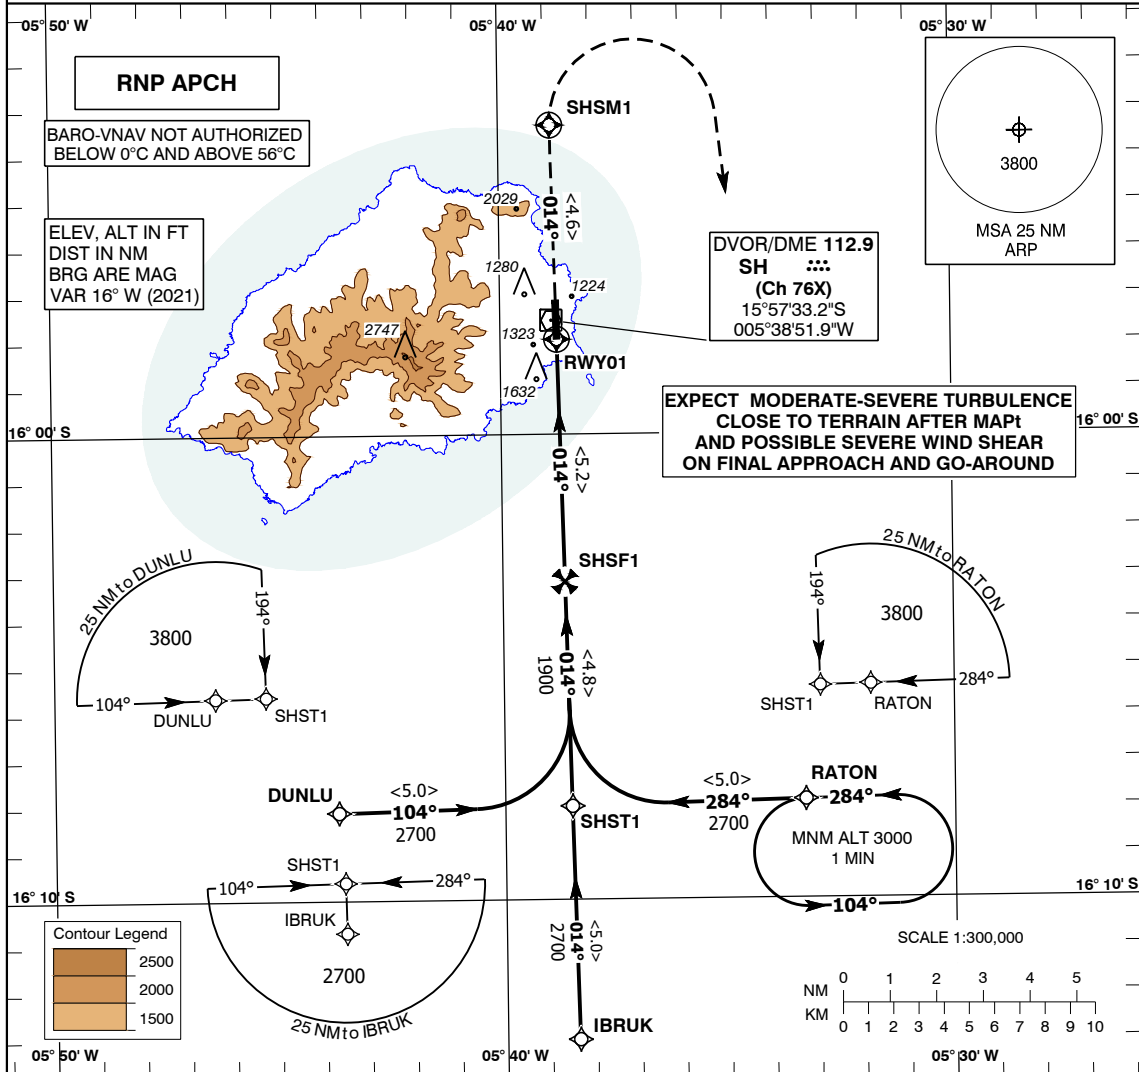 05° 50' W
05° 40' W
05° 30' W
RNP APCH
BARO-VNAV NOT AUTHORIZED
BELOW 0°C AND ABOVE 56°C
ELEV, ALT IN FT
DIST IN NM
BRG ARE MAG
VAR 16° W (2021)
SHSM1
3800
MSA 25 NM
ARP
014°
<4.6>
2029
1280
1224
2747
1323
1632
RWY01
DVOR/DME 112.9
SH
(Ch 76X)
15°57'33.2"S
005°38'51.9"W
EXPECT MODERATE-SEVERE TURBULENCE
CLOSE TO TERRAIN AFTER MAPt
AND POSSIBLE SEVERE WIND SHEAR
ON FINAL APPROACH AND GO-AROUND
16° 00' S
16° 00' S
014°
<5.2>
SHSF1
25 NM to DUNLU
194°
3800
104°
DUNLU
SHST1
25 NM to RATON
194°
3800
284°
SHST1
RATON
014°
<4.8>
1900
DUNLU
<5.0>
104°
2700
SHST1
<5.0>
284°
2700
RATON
284°
MNM ALT 3000
1 MIN
104°
SHST1
104°
284°
IBRUK
2700
25 NM to IBRUK
16° 10' S
16° 10' S
014°
<5.0>
2700
IBRUK
Contour Legend
2500
2000
1500
SCALE 1:300,000
NM
0 1 2 3 4 5
KM
0 1 2 3 4 5 6 7 8 9 10
05° 50' W
05° 40' W
05° 30' W